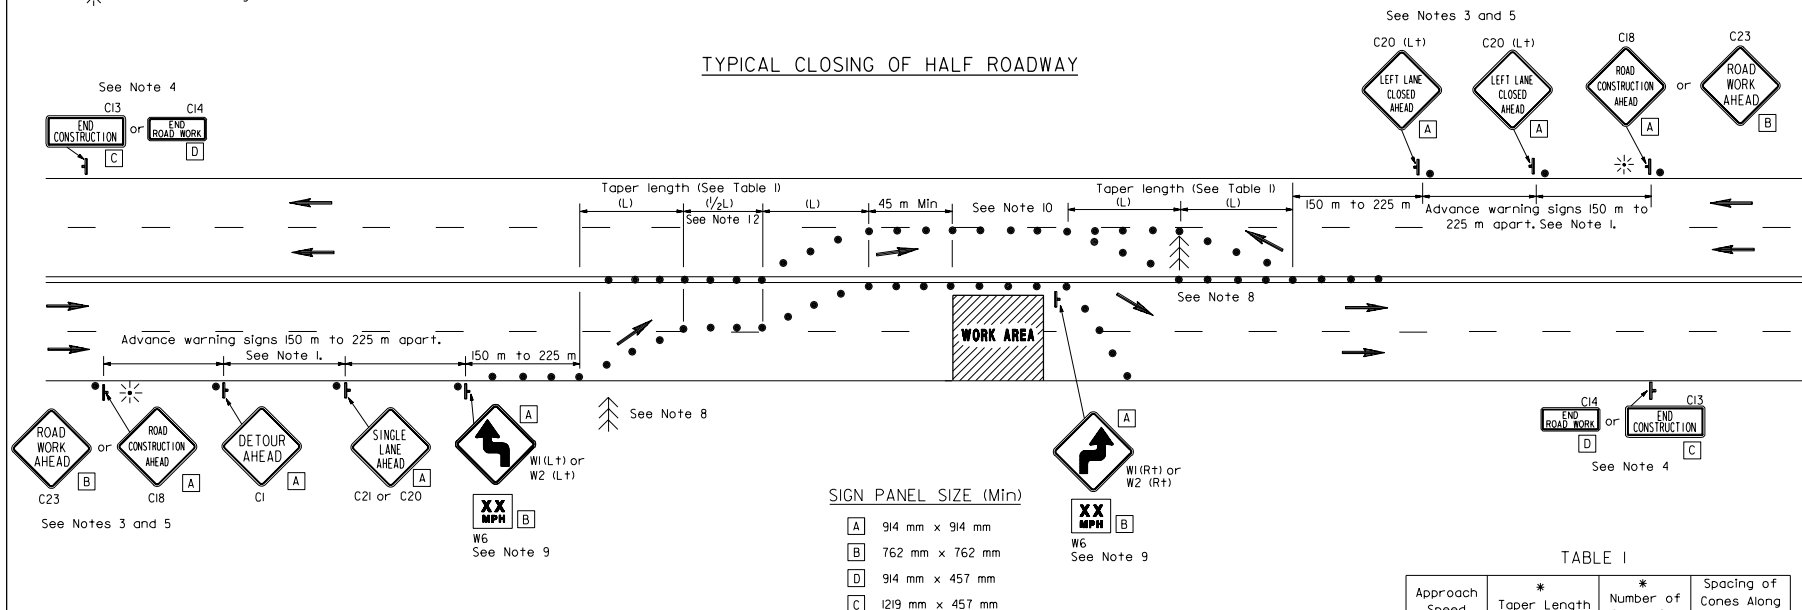 See Notes 3 and 5
C20 (Lt)
C20 (Lt)
C18
C23
TYPICAL CLOSING OF HALF ROADWAY
LEFT LANE
CLOSED
AHEAD
A
LEFT LANE
CLOSED
AHEAD
A
ROAD
CONSTRUCTION
AHEAD
A
or
ROAD
WORK
AHEAD
B
See Note 4
C13
C14
END
CONSTRUCTION
C
or
END
ROAD WORK
D
Taper length (See Table 1)
(L)
(1/2L)
(L)
See Note 12
45 m Min
See Note 10
Taper length (See Table 1)
(L)
(L)
150 m to 225 m
Advance warning signs 150 m to
225 m apart. See Note 1.
See Note 8
Advance warning signs 150 m to 225 m apart.
See Note 1.
150 m to 225 m
WORK AREA
See Note 8
ROAD
WORK
AHEAD
B
C23
or
ROAD
CONSTRUCTION
AHEAD
A
C18
See Notes 3 and 5
DETOUR
AHEAD
A
C1
SINGLE
LANE
AHEAD
A
C21 or C20
A
W1(Lt) or
W2 (Lt)
XX
MPH
B
W6
See Note 9
A
W1(Rt) or
W2 (Rt)
XX
MPH
B
W6
See Note 9
C14
C13
END
ROAD WORK
D
or
END
CONSTRUCTION
C
See Note 4
SIGN PANEL SIZE (Min)
A 914 mm x 914 mm
B 762 mm x 762 mm
D 914 mm x 457 mm
C 1219 mm x 457 mm
TABLE 1
Approach
*
Taper Length
*
Number of
Spacing of
Cones Along